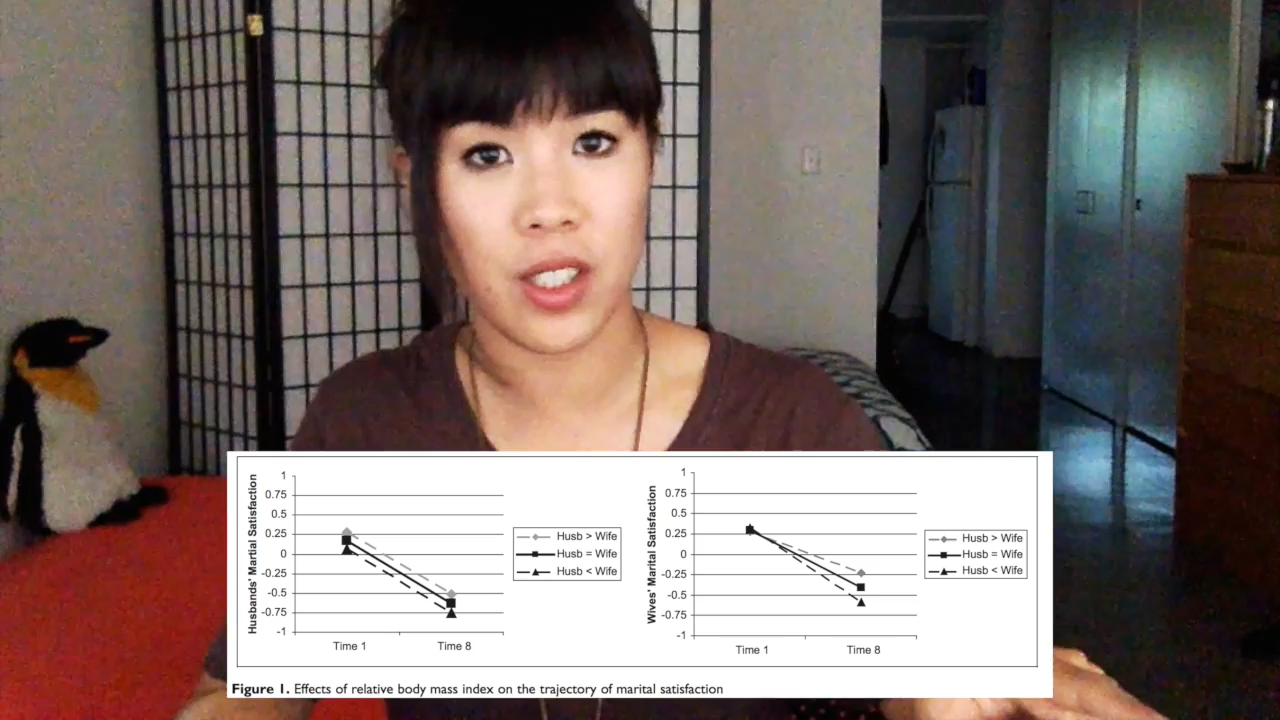 Husbands' Martial Satisfaction
1
0.75
0.5
0.25
0
-0.25
-0.5
-0.75
-1
Time 1 Time 8
Husb > Wife
Husb = Wife
Husb < Wife
Wives' Marital Satisfaction
1
0.75
0.5
0.25
0
-0.25
-0.5
-0.75
-1
Time 1 Time 8
Husb > Wife
Husb = Wife
Husb < Wife
Figure 1. Effects of relative body mass index on the trajectory of marital satisfaction